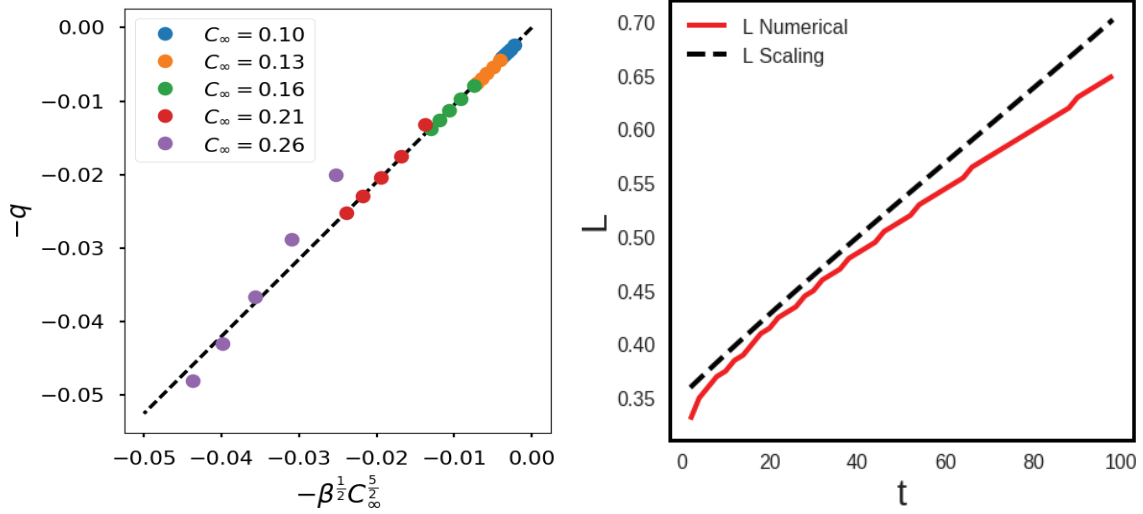 0.00
−0.01
−0.02
−0.03
−0.04
−0.05
−q
C∞ = 0.10
C∞ = 0.13
C∞ = 0.16
C∞ = 0.21
C∞ = 0.26
−0.05 −0.04 −0.03 −0.02 −0.01 0.00
−β^{1/2}C∞^{5/2}
0.70
0.65
0.60
0.55
0.50
0.45
0.40
0.35
L
L Numerical
L Scaling
0 20 40 60 80 100
t